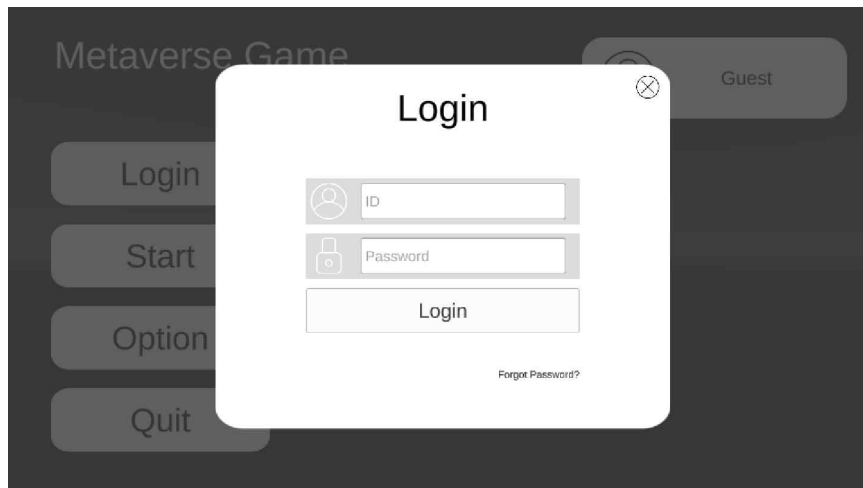 Metaverse Game
Guest
Login
ID
Password
Login
Forgot Password?
Login
Start
Option
Quit